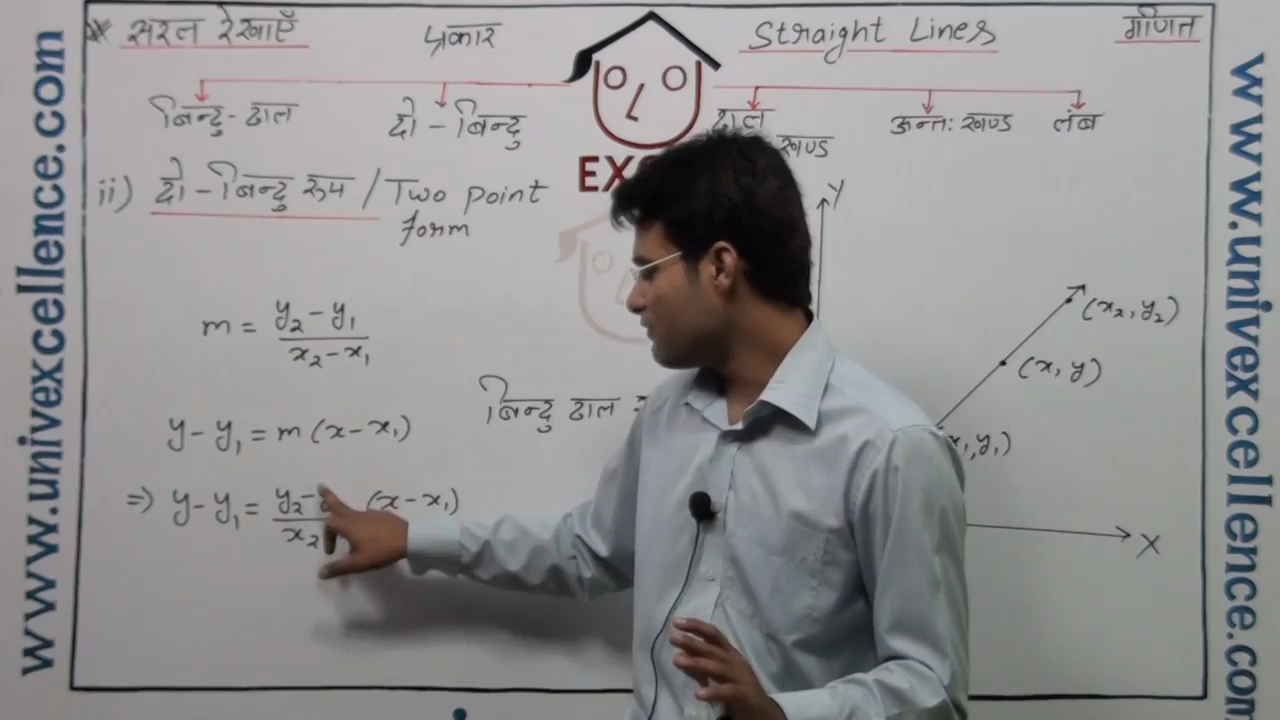 * सरल रेखाएँ प्रकार Straight Lines गणित
बिन्दु-ढाल दो-बिन्दु ढाल अन्तः खण्ड लंब
खण्ड
ii) दो-बिन्दु रूप / Two point
form
Y
m = (y₂ - y₁)/(x₂ - x₁)
(x₂, y₂)
(x, y)
y - y₁ = m (x - x₁)
बिन्दु ढाल
⇒ y - y₁ = (x - x₁)
X
www.univexcellence.com
www.univexcellence.com